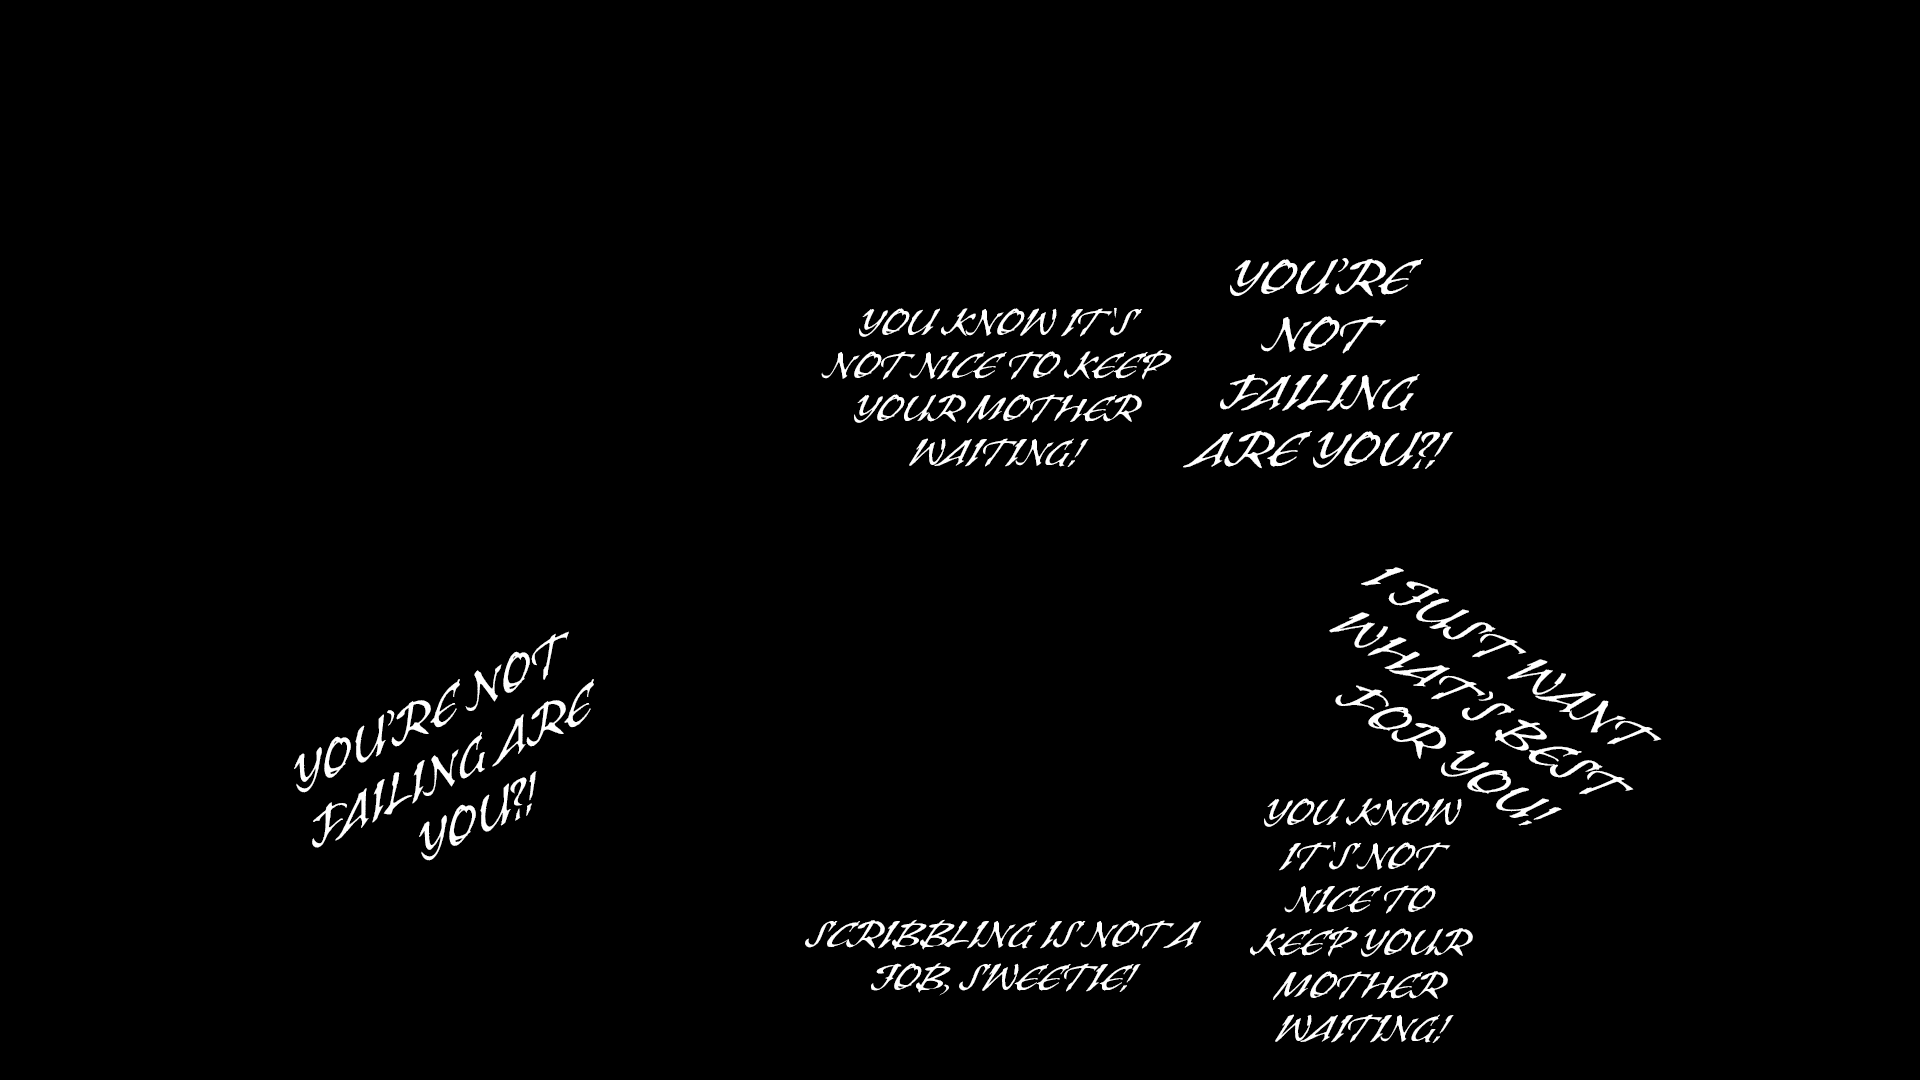 YOU KNOW IT'S
NOT NICE TO KEEP
YOUR MOTHER
WAITING!
YOU'RE
NOT
FAILING
ARE YOU?!
YOU'RE NOT
FAILING ARE
YOU?!
I JUST WANT
WHAT'S BEST
FOR YOU!
SCRIBBLING IS NOT A
JOB, SWEETIE!
YOU KNOW
IT'S NOT
NICE TO
KEEP YOUR
MOTHER
WAITING!